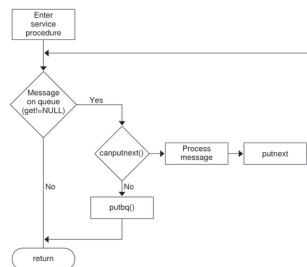 Enter
service
procedure
Message
on queue
(get!=NULL)
Yes
canputnext()
Process
message
putnext
No
No
putbq()
return